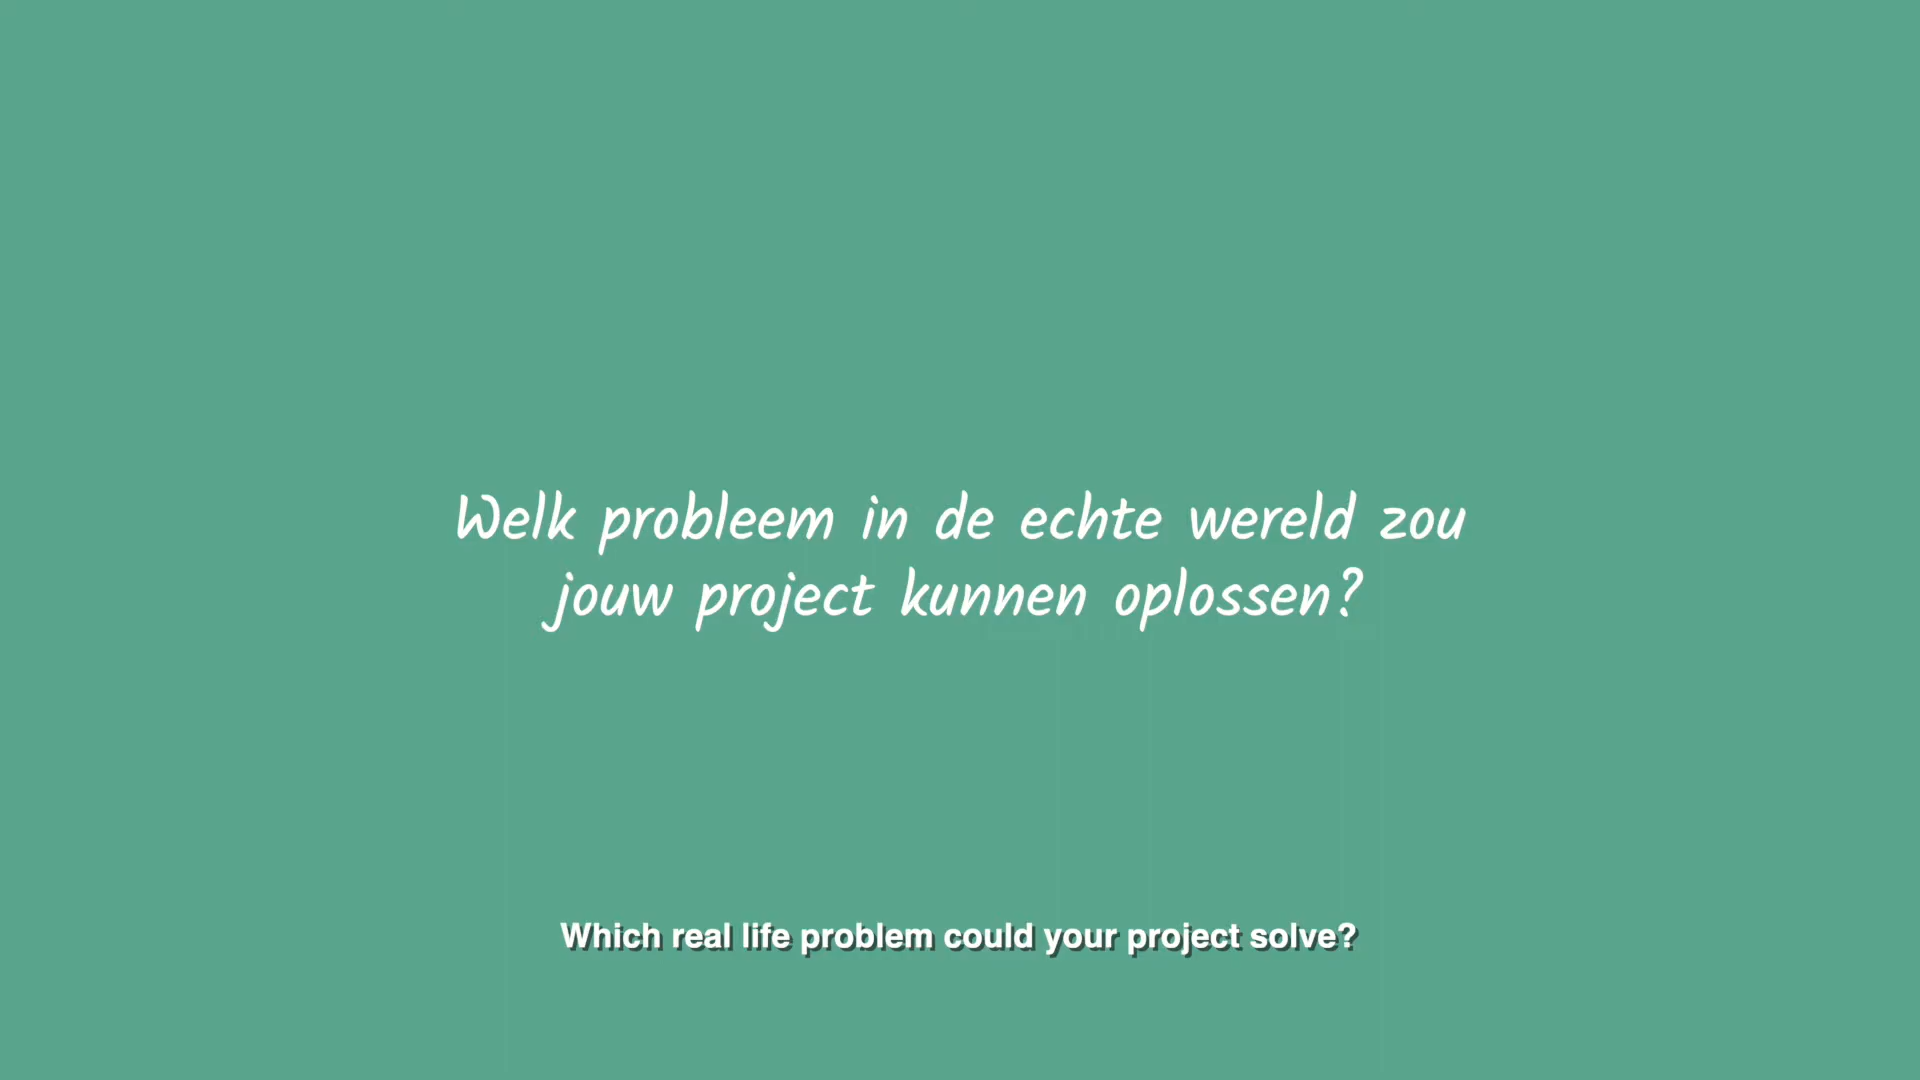 Welk probleem in de echte wereld zou
jouw project kunnen oplossen?
Which real life problem could your project solve?